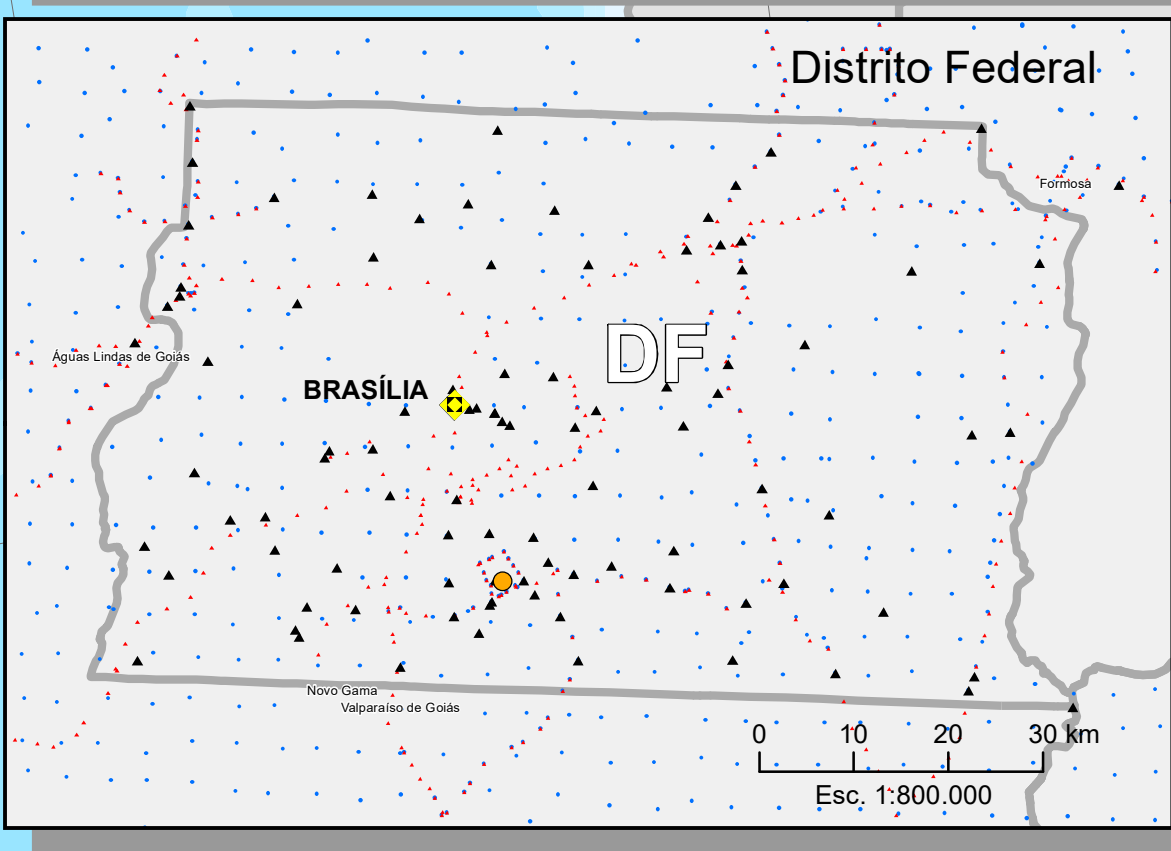 Distrito Federal
Formosa
DF
Águas Lindas de Goiás
BRASÍLIA
Novo Gama
Valparaíso de Goiás
0 10 20 30 km
Esc. 1:800.000